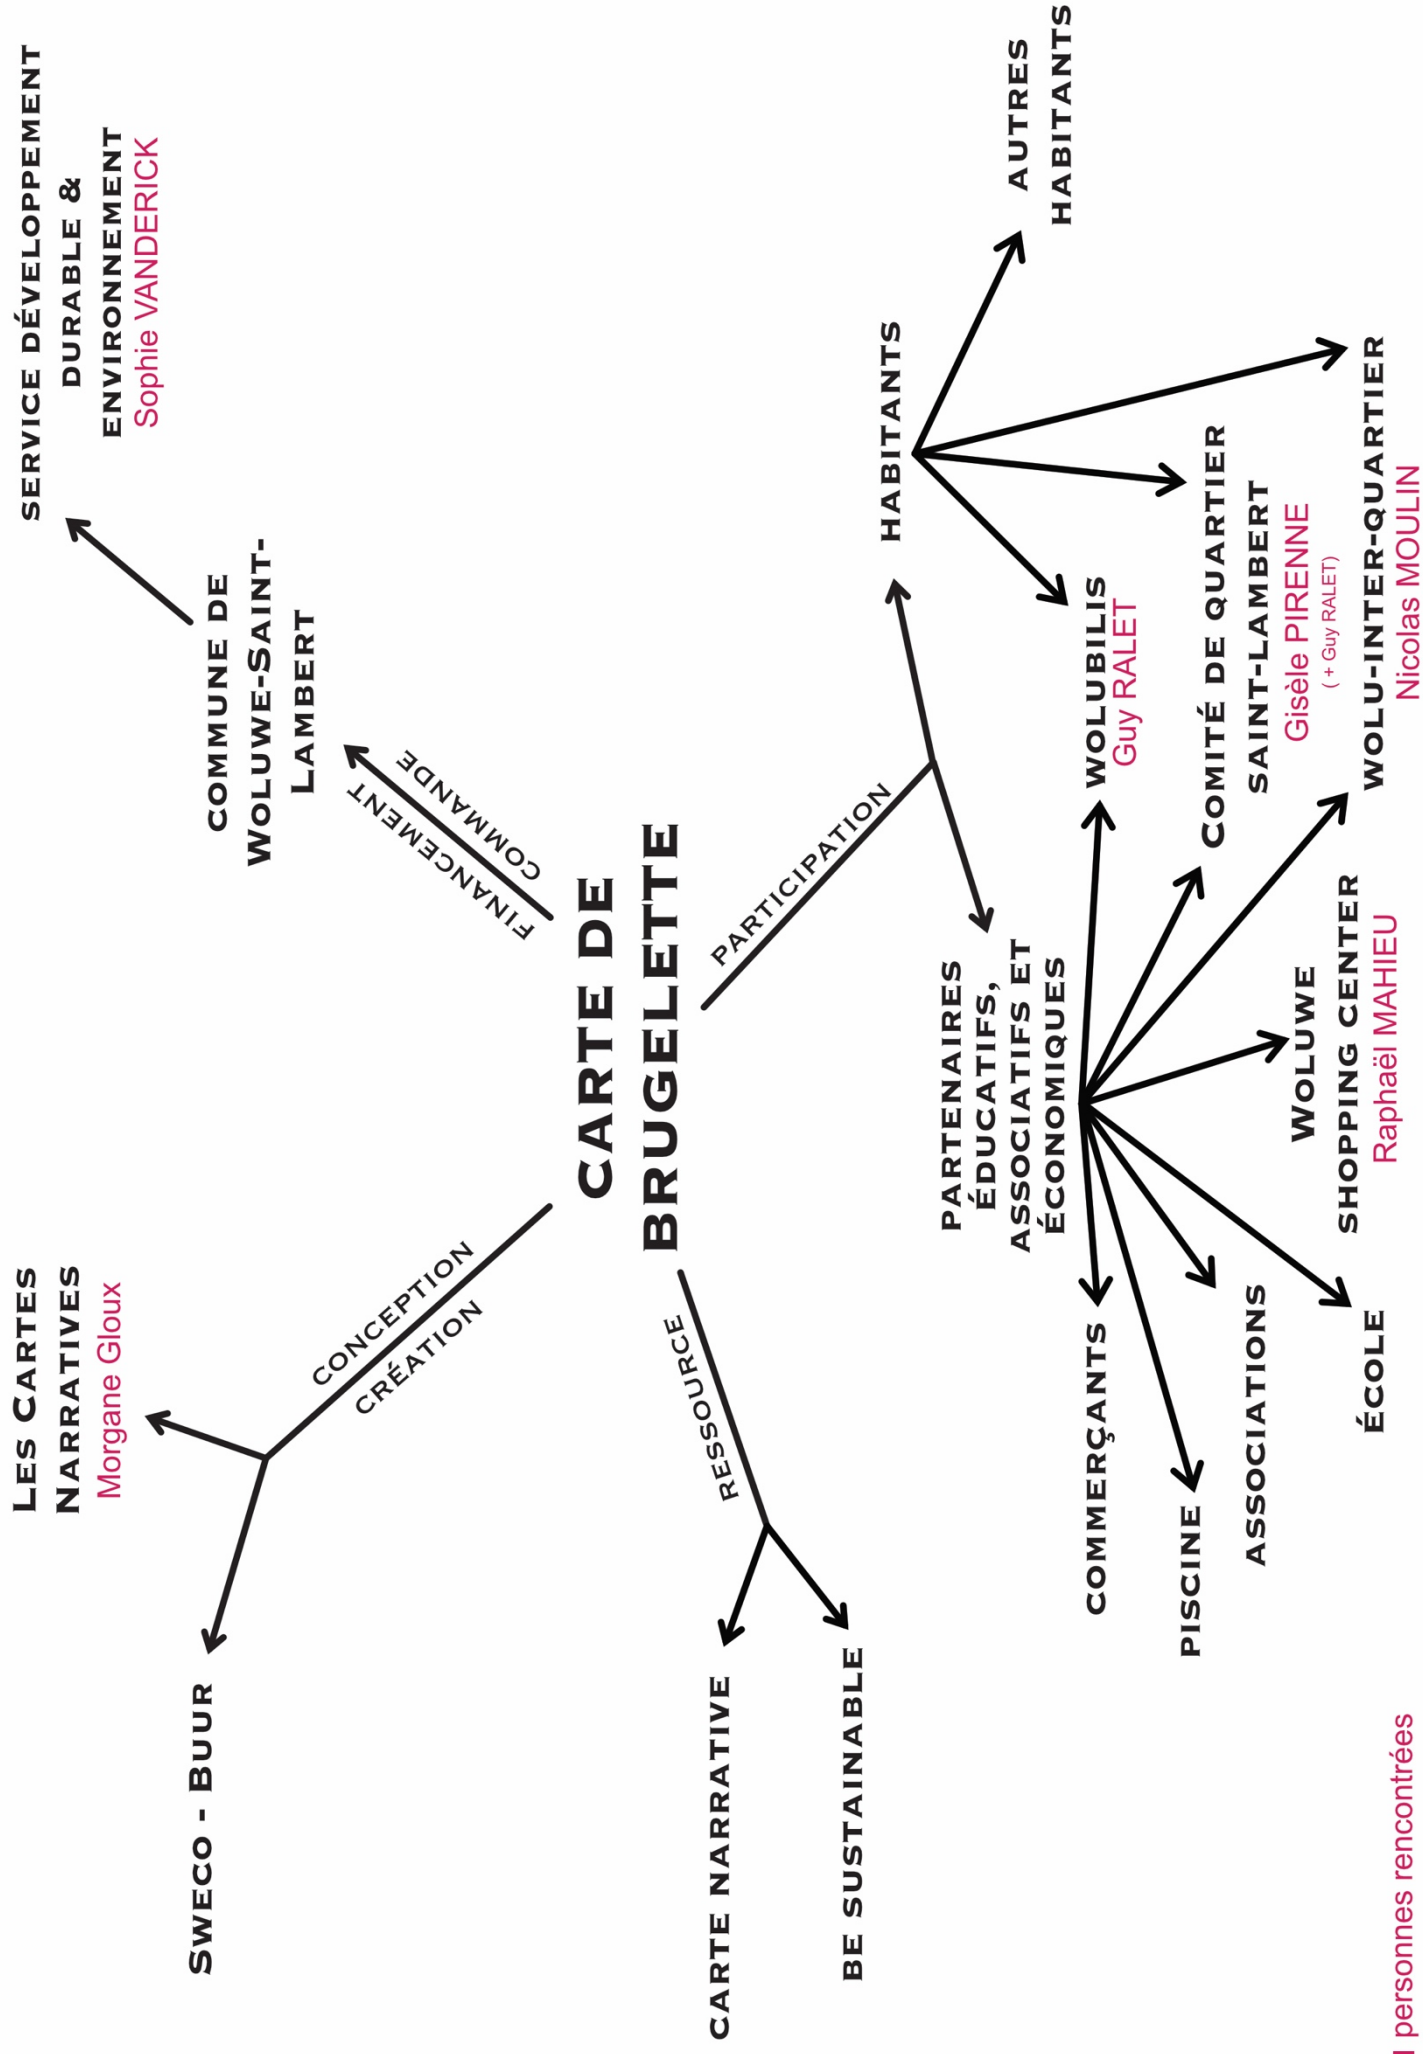 LES CARTES
NARRATIVES
Morgane Gloux
SERVICE DÉVELOPPEMENT
DURABLE &
ENVIRONNEMENT
Sophie VANDERICK
SWECO - BUUR
COMMUNE DE
WOLUWE-SAINT-
LAMBERT
CONCEPTION
CRÉATION
FINANCEMENT
COMMANDE
CARTE DE
BRUGELETTE
RESSOURCE
PARTICIPATION
CARTE NARRATIVE
BE SUSTAINABLE
HABITANTS
PARTENAIRES
ÉDUCATIFS,
ASSOCIATIFS ET
ÉCONOMIQUES
AUTRES
HABITANTS
COMMERÇANTS
WOLUBILIS
Guy RALET
PISCINE
COMITÉ DE QUARTIER
SAINT-LAMBERT
Gisèle PIRENNE
( + Guy RALET)
ASSOCIATIONS
WOLUWE
SHOPPING CENTER
Raphaël MAHIEU
ÉCOLE
WOLU-INTER-QUARTIER
Nicolas MOULIN
I personnes rencontrées